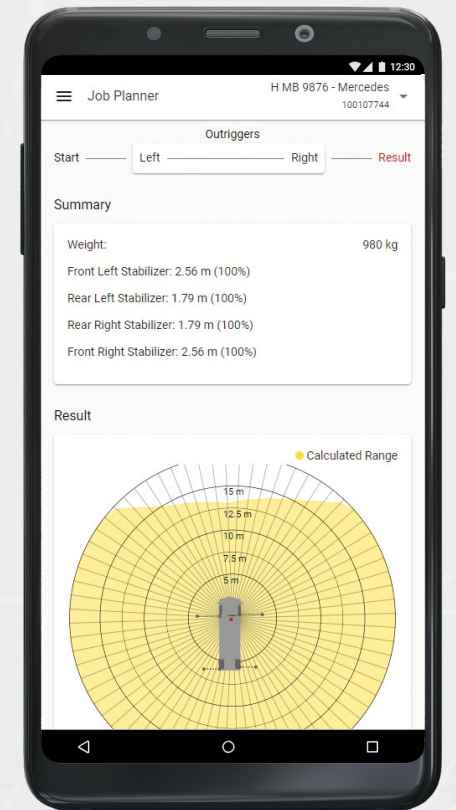 12:30
Job Planner
H MB 9876 - Mercedes
100107744
Outriggers
Start Left Right Result
Summary
Weight: 980 kg
Front Left Stabilizer: 2.56 m (100%)
Rear Left Stabilizer: 1.79 m (100%)
Rear Right Stabilizer: 1.79 m (100%)
Front Right Stabilizer: 2.56 m (100%)
Result
Calculated Range
15 m
12.5 m
10 m
7.5 m
5 m